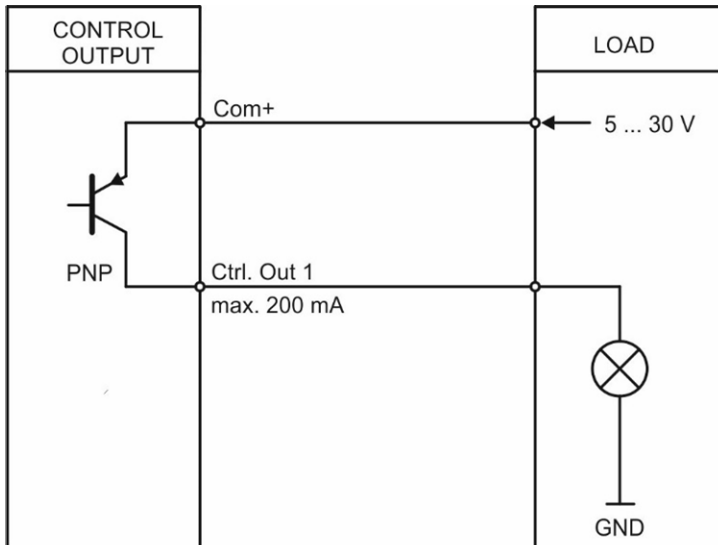 CONTROL
OUTPUT
LOAD
Com+
5 ... 30 V
PNP
Ctrl. Out 1
max. 200 mA
GND